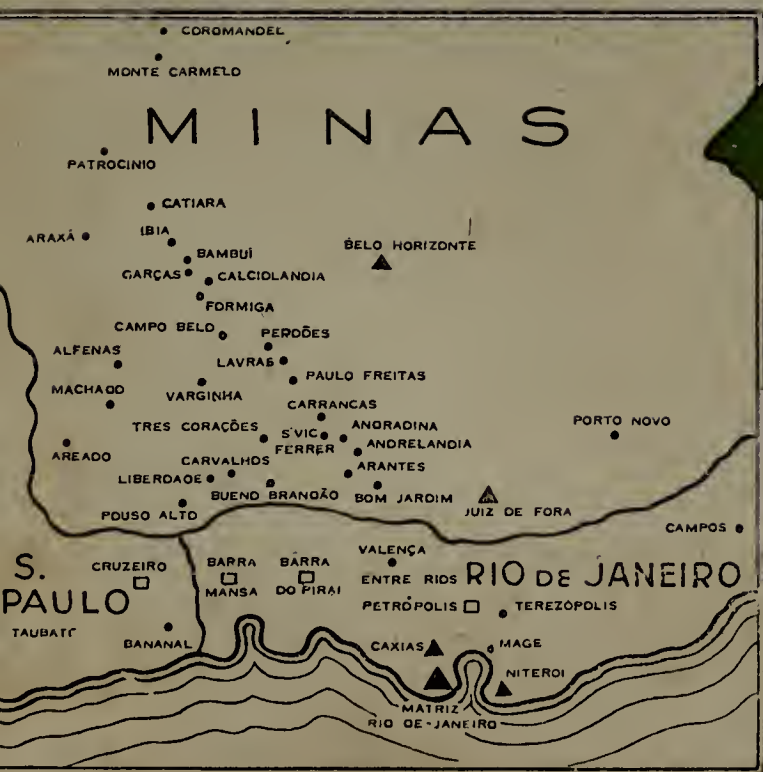 COROMANDEL
MONTE CARMELO
MINAS
PATROCINIO
CATIARA
ARAXÁ
IBIA
BELO HORIZONTE
BAMBUÍ
GARÇAS
CALCIOLANDIA
FORMIGA
CAMPO BELO
PERDÕES
ALFENAS
LAVRAS
PAULO FREITAS
MACHADO
VARGINHA
CARRANCAS
TRES CORAÇÕES
S. VIC
FERRER
ANDRADINA
PORTO NOVO
ANDRELANDIA
AREADO
CARVALHOS
ARANTES
LIBERDADE
BUENO BRANDÃO
BOM JARDIM
POUSO ALTO
JUIZ DE FORA
CAMPOS
S.
PAULO
CRUZEIRO
BARRA
MANSA
BARRA
DO PIRAI
VALENÇA
ENTRE RIOS
RIO DE JANEIRO
PETRÓPOLIS
TEREZÓPOLIS
TAUBATÉ
BANANAL
CAXIAS
MAGE
NITEROI
MATRIZ
RIO DE-JANEIRO